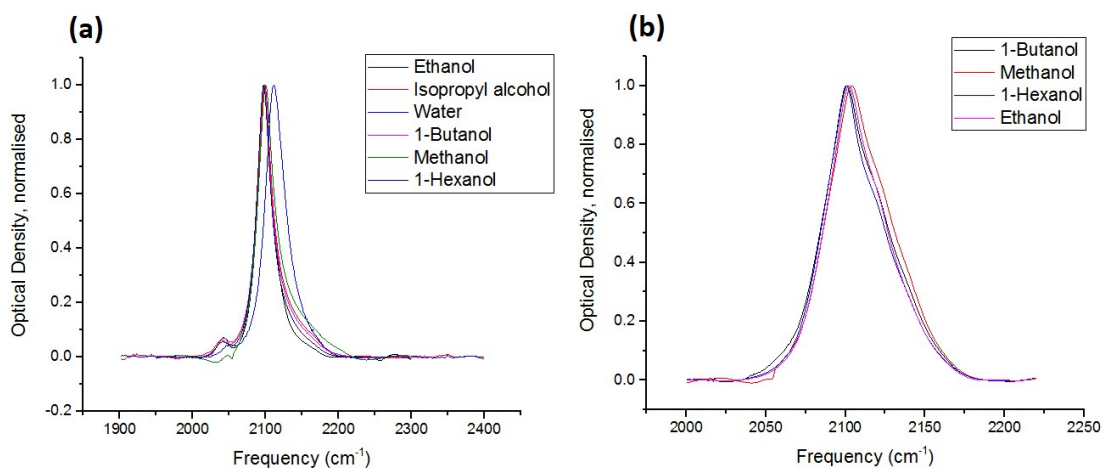 (a)
Optical Density, normalised
1.0
0.8
0.6
0.4
0.2
0.0
-0.2
1900 2000 2100 2200 2300 2400
Frequency (cm-1)
Ethanol
Isopropyl alcohol
Water
1-Butanol
Methanol
1-Hexanol
(b)
Optical Density, normalised
1.0
0.8
0.6
0.4
0.2
0.0
2000 2050 2100 2150 2200 2250
Frequency (cm-1)
1-Butanol
Methanol
1-Hexanol
Ethanol